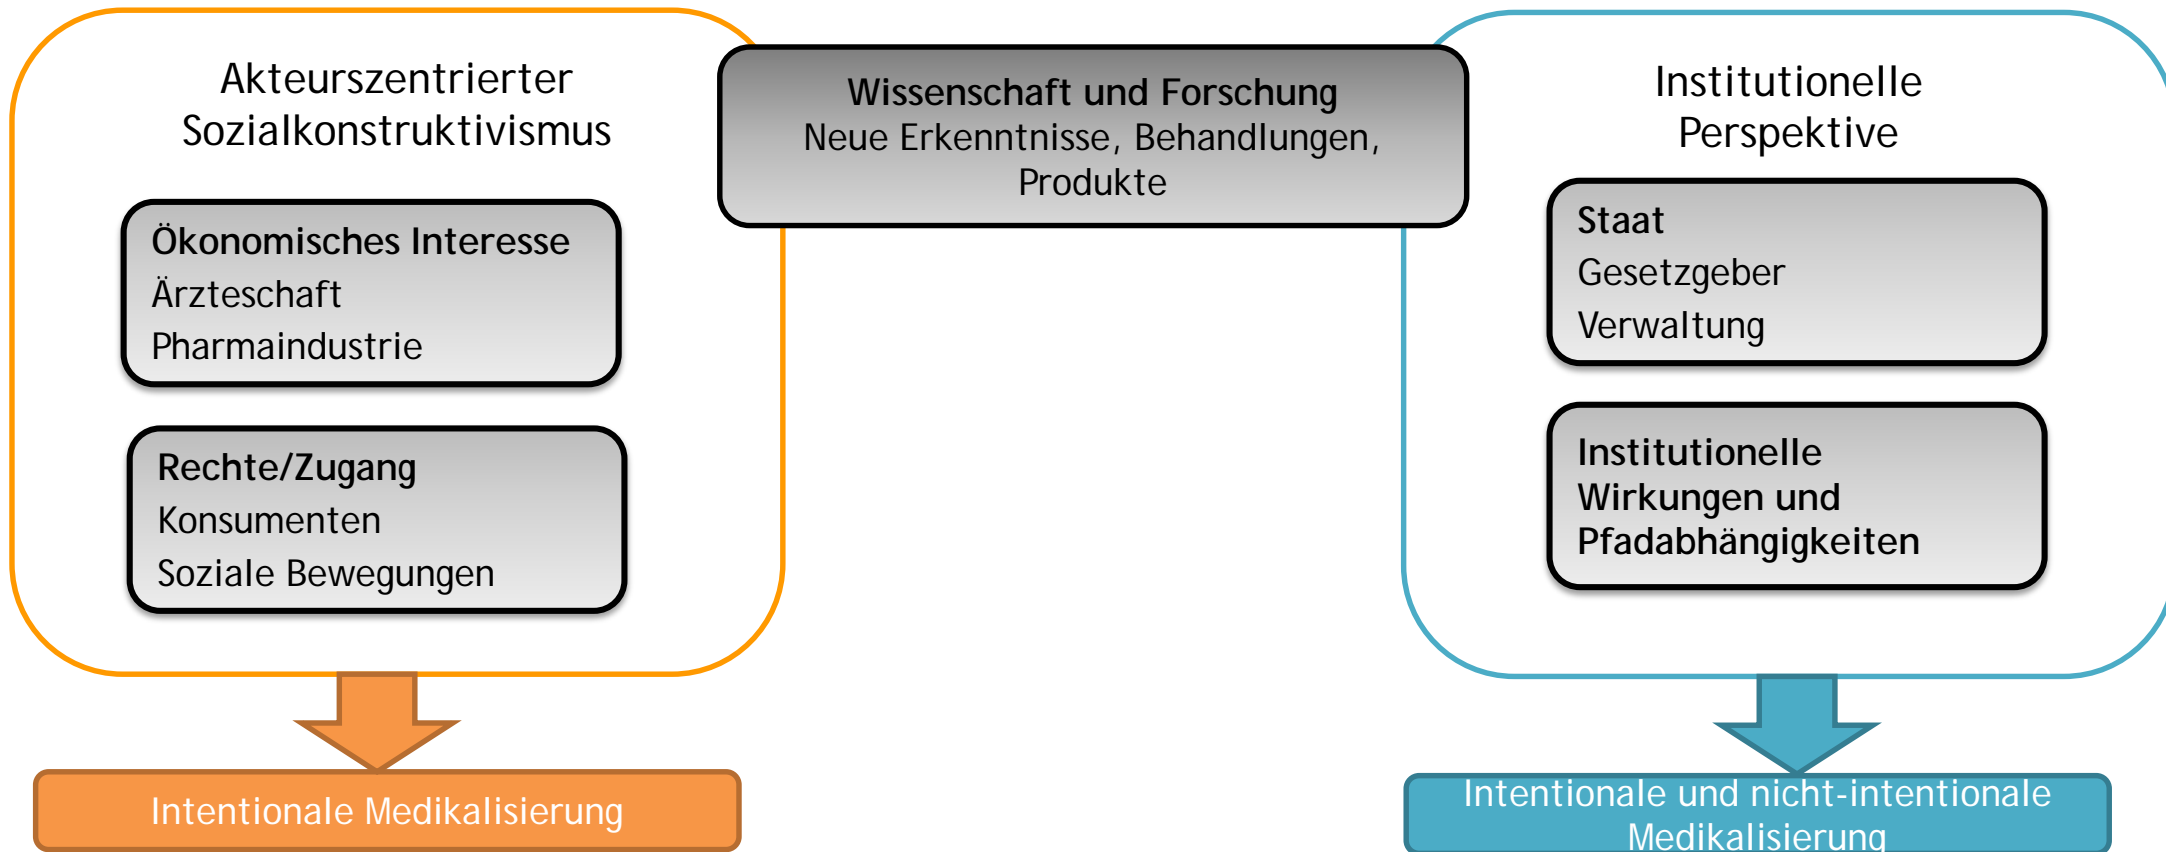 Akteurszentrierter
Sozialkonstruktivismus
Ökonomisches Interesse
Ärzteschaft
Pharmaindustrie
Rechte/Zugang
Konsumenten
Soziale Bewegungen
Intentionale Medikalisierung
Wissenschaft und Forschung
Neue Erkenntnisse, Behandlungen,
Produkte
Institutionelle
Perspektive
Staat
Gesetzgeber
Verwaltung
Institutionelle
Wirkungen und
Pfadabhängigkeiten
Intentionale und nicht-intentionale
Medikalisierung